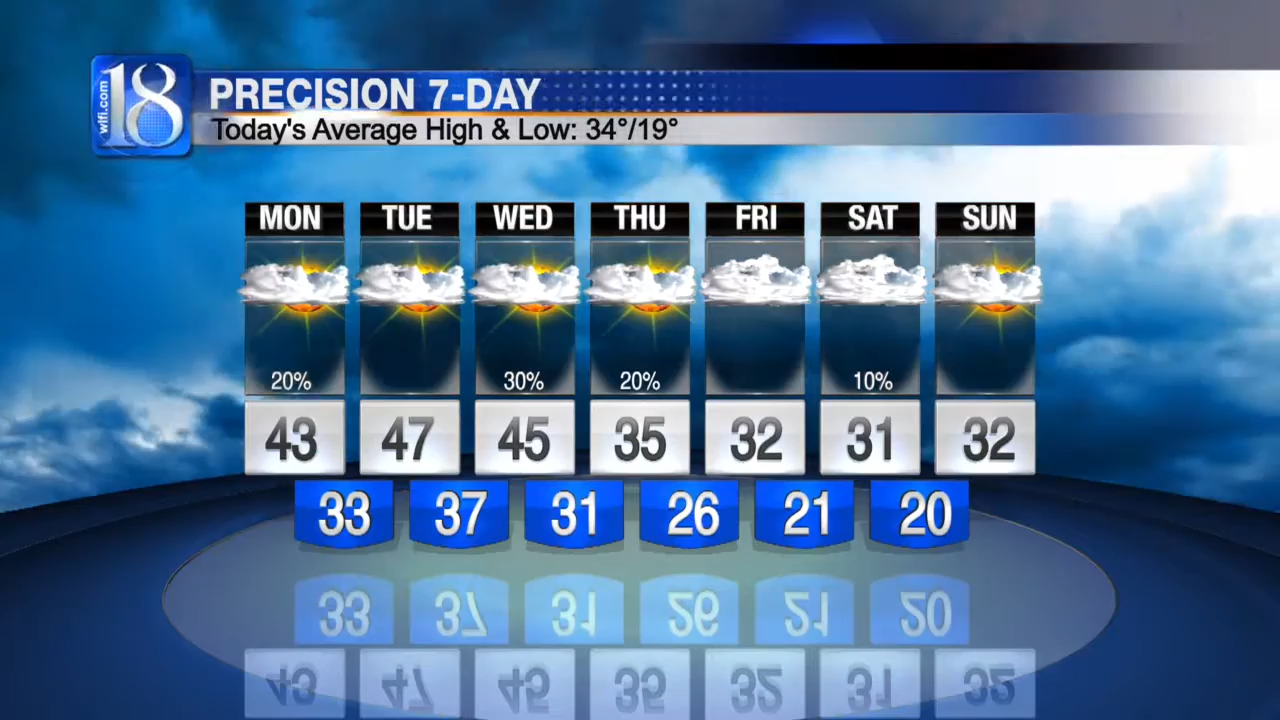 wlfi.com
18
PRECISION 7-DAY
Today's Average High & Low: 34°/19°
MON TUE WED THU FRI SAT SUN
20% 30% 20% 10%
43 47 45 35 32 31 32
33 37 31 26 21 20